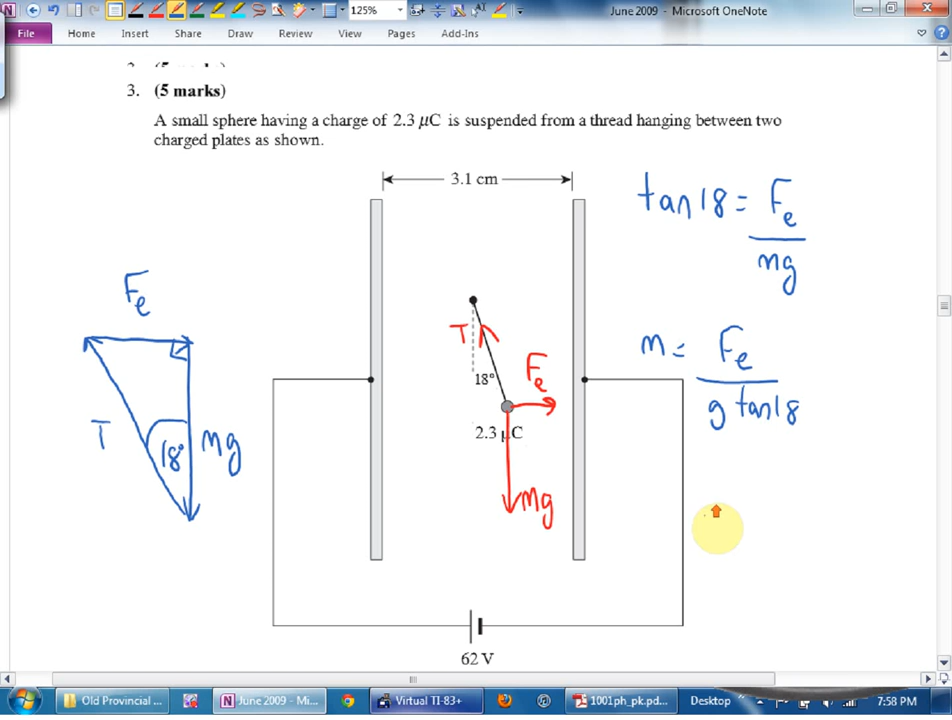 125%
June 2009 - Microsoft OneNote
File Home Insert Share Draw Review View Pages Add-Ins
3. (5 marks)
A small sphere having a charge of 2.3 μC is suspended from a thread hanging between two
charged plates as shown.
3.1 cm
tan18 = Fe
mg
Fe
T
Fe
18°
m = Fe
g tan18
T
18°
mg
2.3 μC
mg
62 V
Old Provincial ...
June 2009 - Mi...
Virtual TI-83+
1001ph_pk.pd...
Desktop
7:58 PM